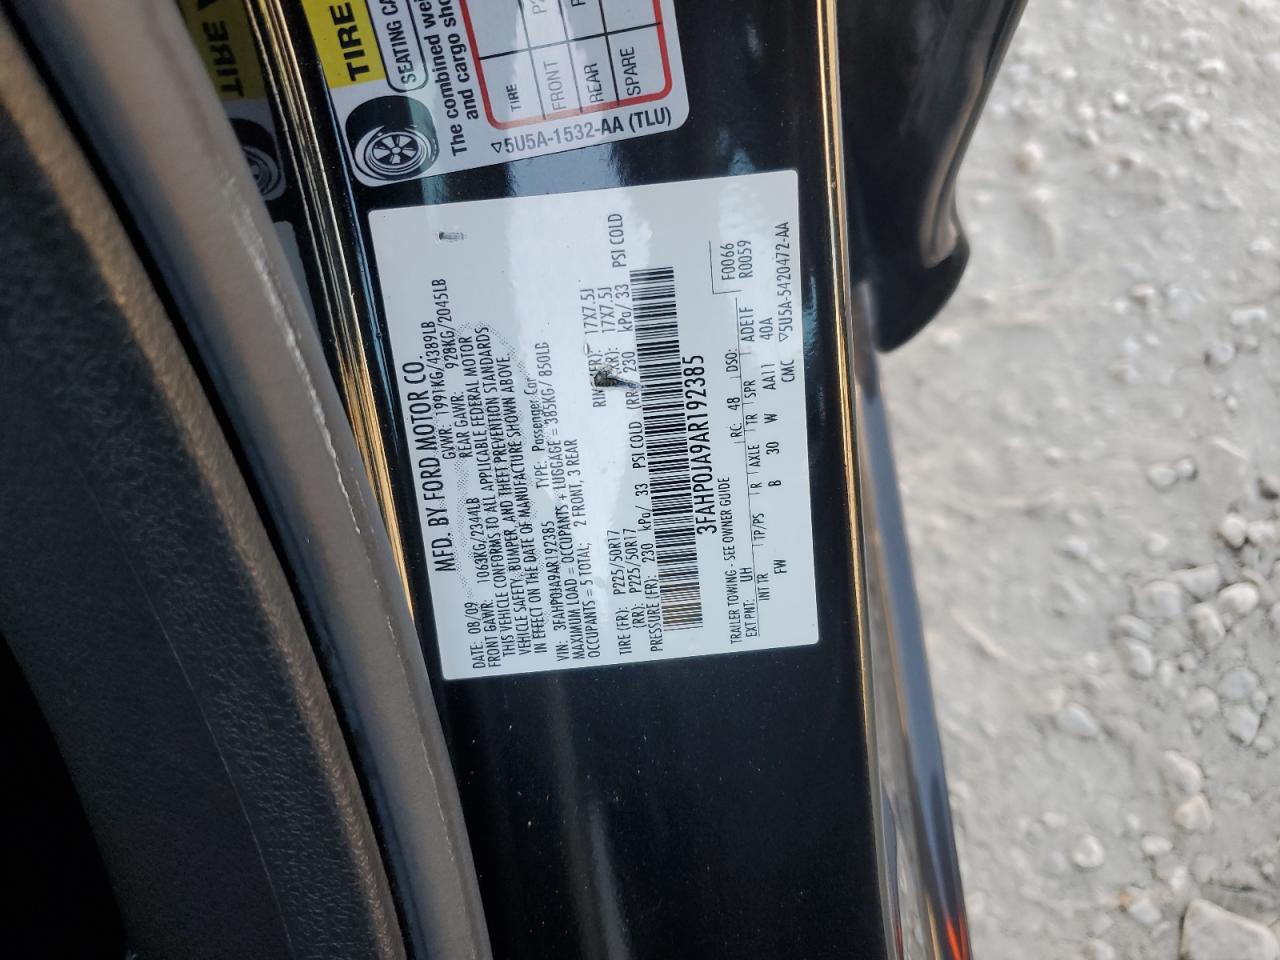 TIRE
SEATING CA
The combined wei
and cargo sho
TIRE
FRONT P2
REAR
SPARE
5U5A-1532-AA (TLU)
MFD. BY FORD MOTOR CO.
DATE: 08/09 GVWR: 1991KG/4389LB
FRONT GAWR: 1063KG/2344LB REAR GAWR: 928KG/2045LB
THIS VEHICLE CONFORMS TO ALL APPLICABLE FEDERAL MOTOR
VEHICLE SAFETY, BUMPER, AND THEFT PREVENTION STANDARDS
IN EFFECT ON THE DATE OF MANUFACTURE SHOWN ABOVE.
VIN: 3FAHP0JA9AR192385 TYPE: Passenger Car
MAXIMUM LOAD = OCCUPANTS + LUGGAGE = 385KG/ 850LB
OCCUPANTS = 5 TOTAL: 2 FRONT, 3 REAR
TIRE (FR): P225/50R17 17X7.5J
(RR): P225/50R17 17X7.5J
PRESSURE (FR): 230 kPa/ 33 PSI COLD (RR): 230 kPa/ 33 PSI COLD
3FAHP0JA9AR192385
TRAILER TOWING - SEE OWNER GUIDE F0066
EXT PNT: UH RC: 48 DSO: R0059
INT TR TP/PS R AXLE TR SPR ADE1F
FW B 30 W AA11 40A
CMC 5U5A-5420472-AA